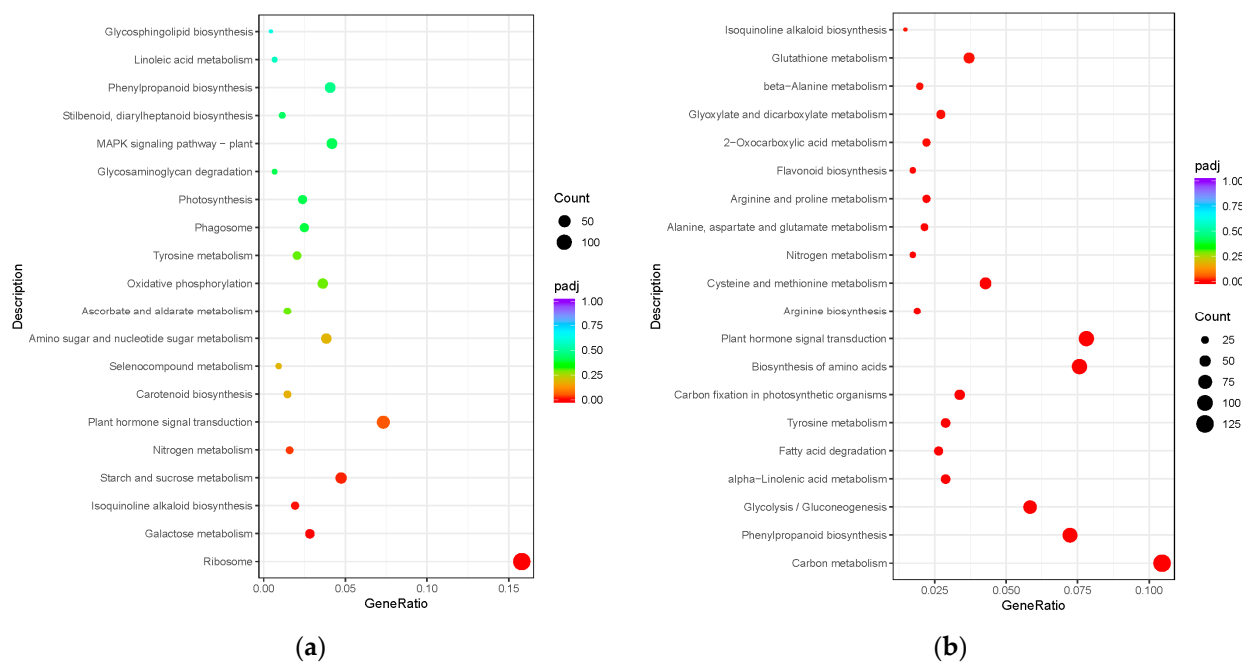 Glycosphingolipid biosynthesis
Linoleic acid metabolism
Phenylpropanoid biosynthesis
Stilbenoid, diarylheptanoid biosynthesis
MAPK signaling pathway − plant
Glycosaminoglycan degradation
Photosynthesis
Phagosome
Tyrosine metabolism
Oxidative phosphorylation
Ascorbate and aldarate metabolism
Amino sugar and nucleotide sugar metabolism
Selenocompound metabolism
Carotenoid biosynthesis
Plant hormone signal transduction
Nitrogen metabolism
Starch and sucrose metabolism
Isoquinoline alkaloid biosynthesis
Galactose metabolism
Ribosome
Description
0.00 0.05 0.10 0.15
GeneRatio
Count
50
100
padj
1.00
0.75
0.50
0.25
0.00
(a)
Isoquinoline alkaloid biosynthesis
Glutathione metabolism
beta−Alanine metabolism
Glyoxylate and dicarboxylate metabolism
2−Oxocarboxylic acid metabolism
Flavonoid biosynthesis
Arginine and proline metabolism
Alanine, aspartate and glutamate metabolism
Nitrogen metabolism
Cysteine and methionine metabolism
Arginine biosynthesis
Plant hormone signal transduction
Biosynthesis of amino acids
Carbon fixation in photosynthetic organisms
Tyrosine metabolism
Fatty acid degradation
alpha−Linolenic acid metabolism
Glycolysis / Gluconeogenesis
Phenylpropanoid biosynthesis
Carbon metabolism
Description
0.025 0.050 0.075 0.100
GeneRatio
padj
1.00
0.75
0.50
0.25
0.00
Count
25
50
75
100
125
(b)